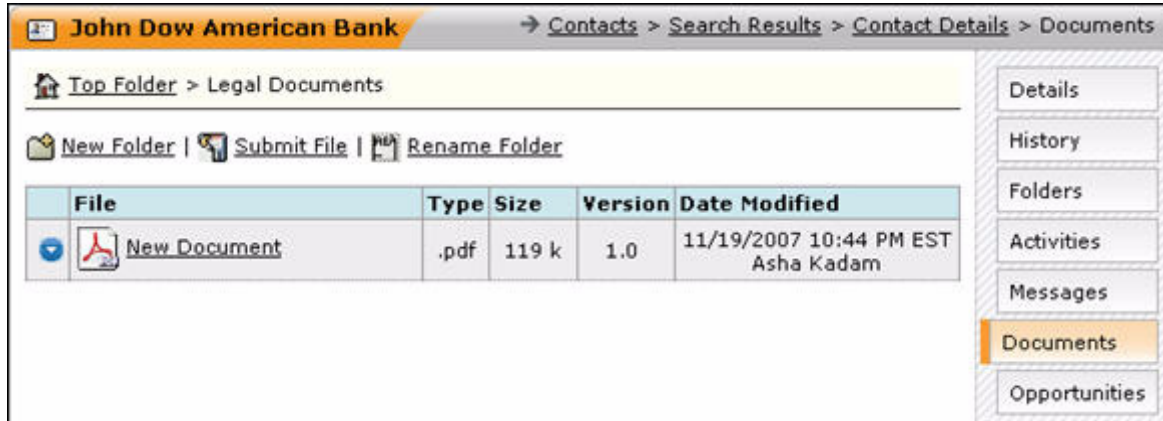 John Dow American Bank
→ Contacts > Search Results > Contact Details > Documents
Top Folder > Legal Documents
New Folder | Submit File | Rename Folder
File Type Size Version Date Modified
New Document .pdf 119 k 1.0 11/19/2007 10:44 PM EST
Asha Kadam
Details
History
Folders
Activities
Messages
Documents
Opportunities